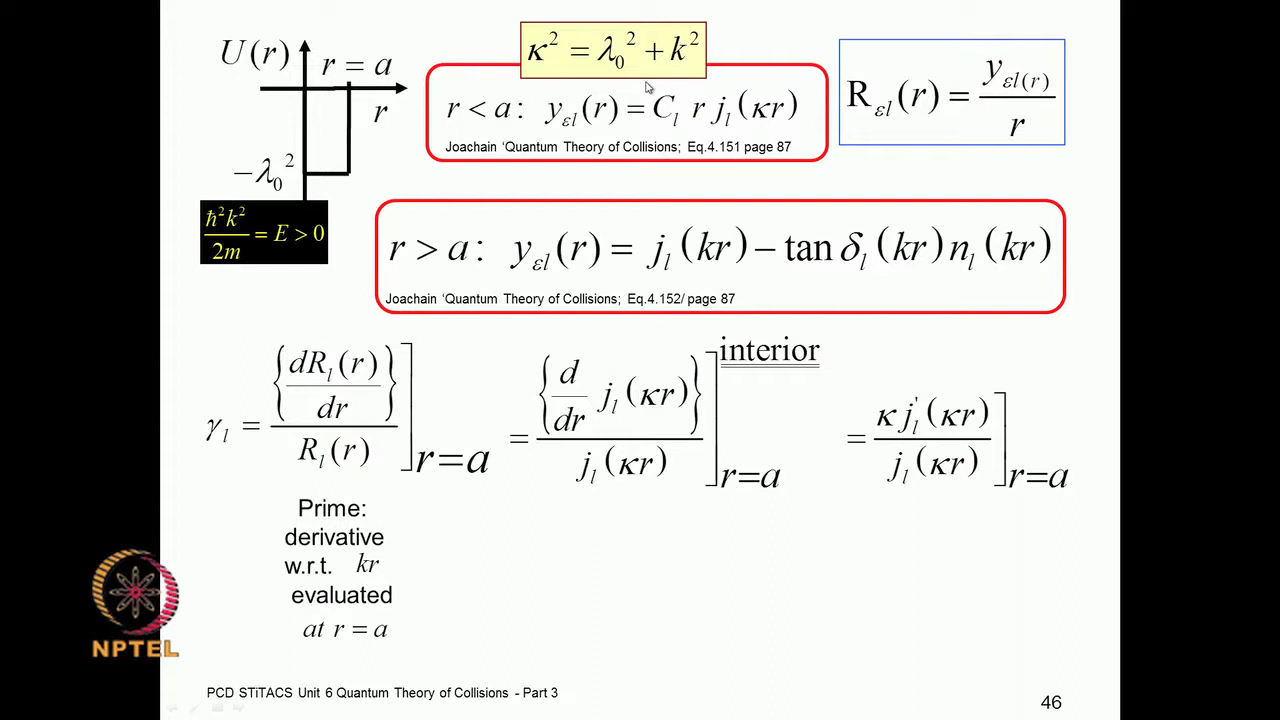 U(r)
r = a
r
−λ₀²
ħ²k²/2m = E > 0
κ² = λ₀² + k²
r < a : y_εl(r) = C_l r j_l(κr)
Joachain ‘Quantum Theory of Collisions; Eq.4.151 page 87
R_εl(r) = y_εl(r)/r
r > a : y_εl(r) = j_l(kr) − tan δ_l(kr) n_l(kr)
Joachain ‘Quantum Theory of Collisions; Eq.4.152/ page 87
γ_l = {dR_l(r)/dr}/R_l(r)]_r=a = {d/dr j_l(κr)}/j_l(κr)]^interior_r=a = κ j_l'(κr)/j_l(κr)]_r=a
Prime:
derivative
w.r.t. kr
evaluated
at r = a
NPTEL
PCD STiTACS Unit 6 Quantum Theory of Collisions - Part 3
46